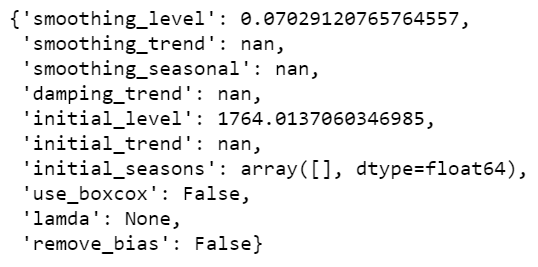 {'smoothing_level': 0.07029120765764557,
'smoothing_trend': nan,
'smoothing_seasonal': nan,
'damping_trend': nan,
'initial_level': 1764.0137060346985,
'initial_trend': nan,
'initial_seasons': array([], dtype=float64),
'use_boxcox': False,
'lamda': None,
'remove_bias': False}